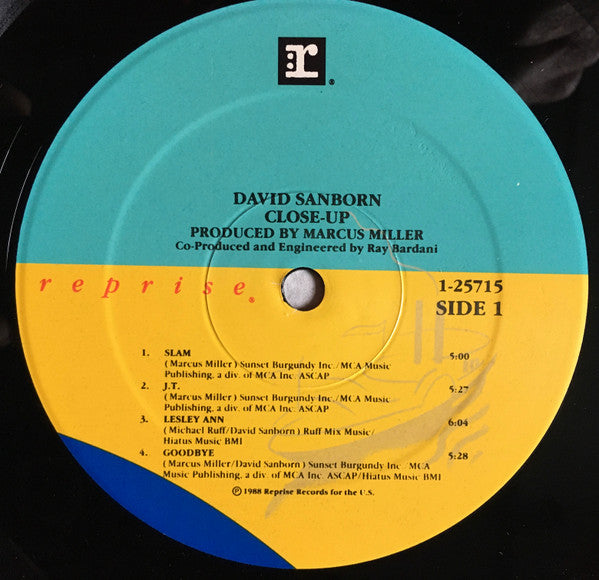 r
®
DAVID SANBORN
CLOSE-UP
PRODUCED BY MARCUS MILLER
Co-Produced and Engineered by Ray Bardani
reprise®
1-25715
SIDE 1
1. SLAM
(Marcus Miller) Sunset Burgundy Inc./MCA Music 5:00
Publishing, a div. of MCA Inc. ASCAP
2. J.T.
(Marcus Miller) Sunset Burgundy Inc./MCA Music 5:27
Publishing, a div. of MCA Inc. ASCAP
3. LESLEY ANN 6:04
(Michael Ruff/David Sanborn) Ruff Mix Music/
Hiatus Music BMI
4. GOODBYE 5:28
(Marcus Miller/David Sanborn) Sunset Burgundy Inc. MCA
Music Publishing, a div. of MCA Inc. ASCAP/Hiatus Music BMI
℗ 1988 Reprise Records for the U.S.